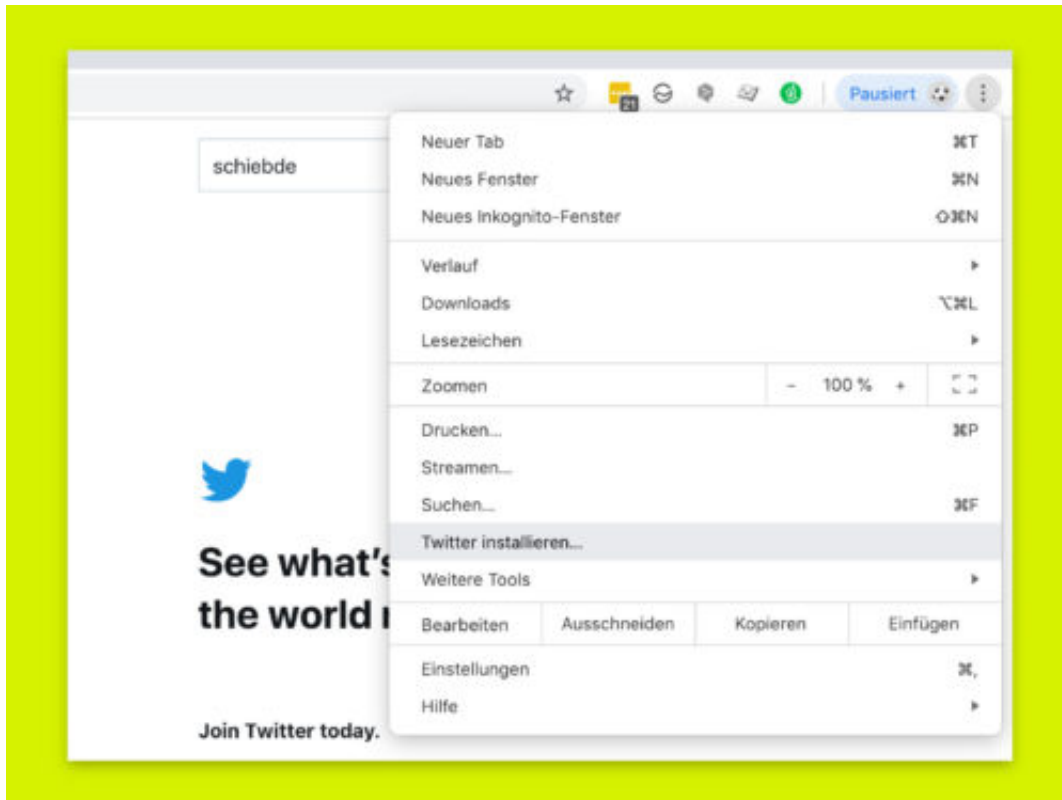 21
Pausiert
schiebde
Neuer Tab ⌘T
Neues Fenster ⌘N
Neues Inkognito-Fenster ⇧⌘N
Verlauf
Downloads ⌥⌘L
Lesezeichen
Zoomen - 100 % +
Drucken... ⌘P
Streamen...
Suchen... ⌘F
Twitter installieren...
Weitere Tools
Bearbeiten Ausschneiden Kopieren Einfügen
Einstellungen ⌘,
Hilfe
See what's
the world
Join Twitter today.